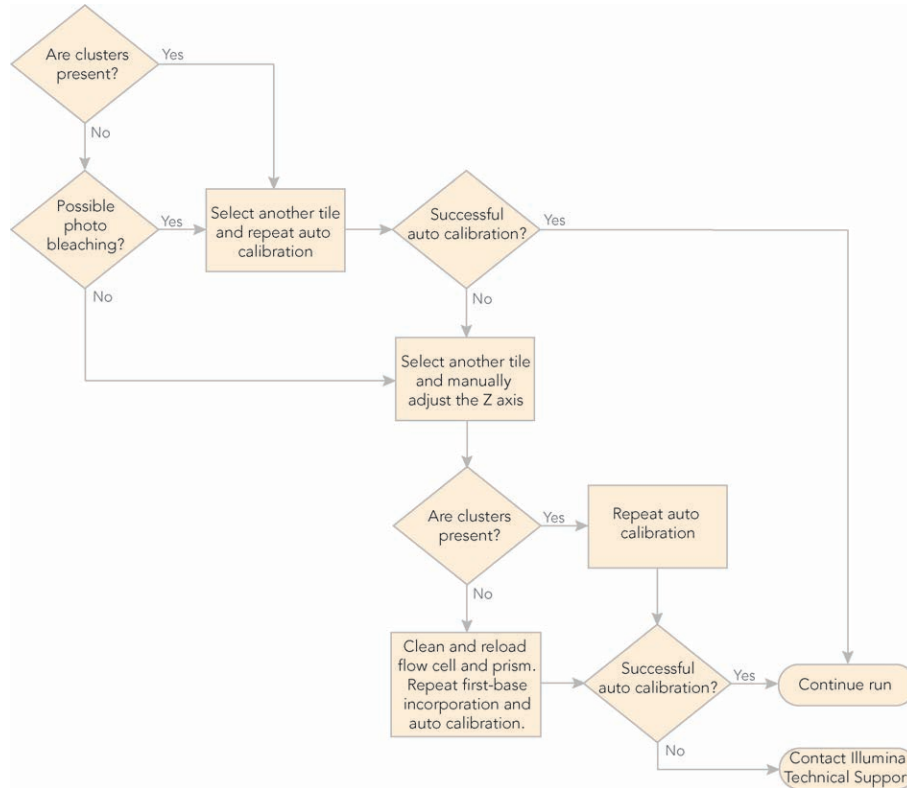 Are clusters
present?
Yes
No
Possible
photo
bleaching?
Yes
No
Select another tile
and repeat auto
calibration
Successful
auto calibration?
Yes
No
Select another tile
and manually
adjust the Z axis
Are clusters
present?
Yes
No
Repeat auto
calibration
Clean and reload
flow cell and prism.
Repeat first-base
incorporation and
auto calibration.
Successful
auto calibration?
Yes
No
Continue run
Contact Illumina
Technical Support